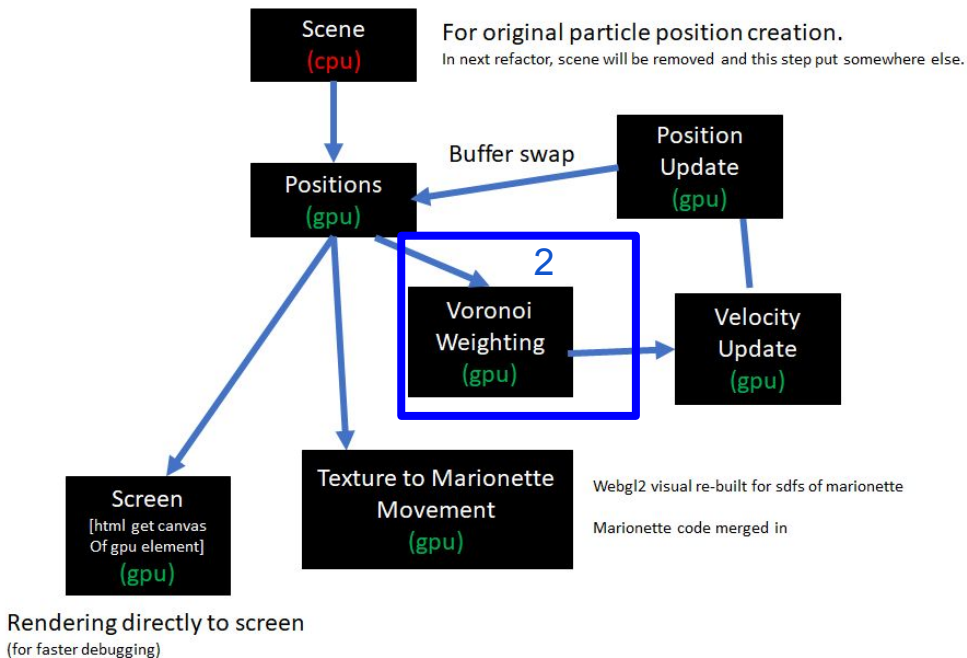 Scene
(cpu)
For original particle position creation.
In next refactor, scene will be removed and this step put somewhere else.
Position
Update
(gpu)
Buffer swap
Positions
(gpu)
2
Voronoi
Weighting
(gpu)
Velocity
Update
(gpu)
Texture to Marionette
Movement
(gpu)
Webgl2 visual re-built for sdfs of marionette
Marionette code merged in
Screen
[html get canvas
Of gpu element]
(gpu)
Rendering directly to screen
(for faster debugging)